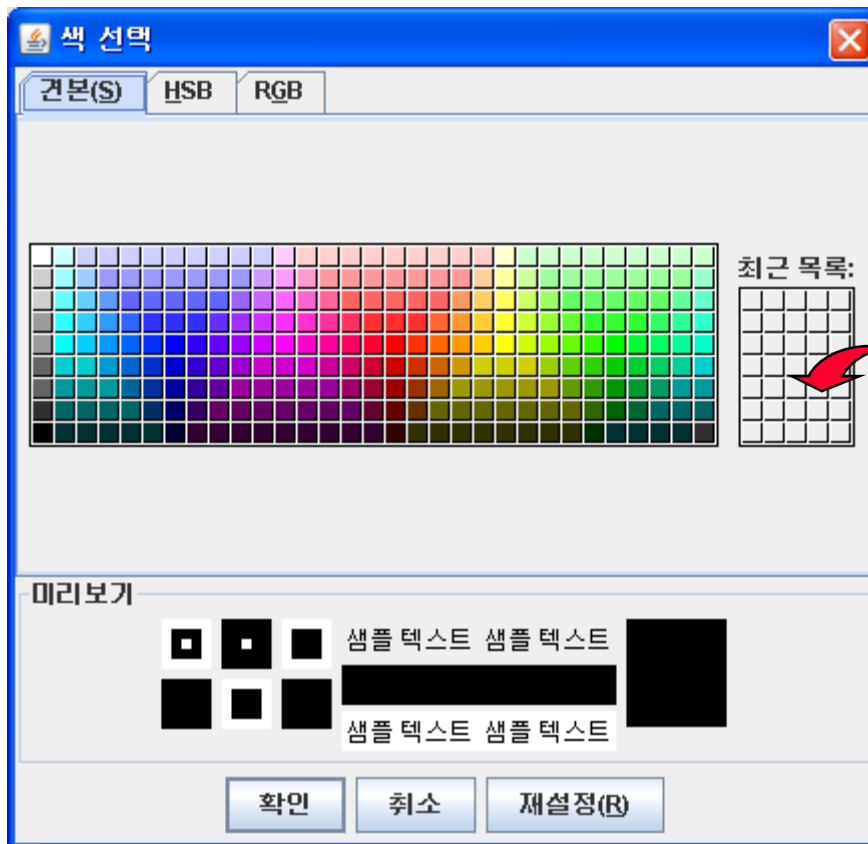 색 선택
견본(S) HSB RGB
최근 목록:
미리 보기
샘플 텍스트 샘플 텍스트
샘플 텍스트 샘플 텍스트
확인 취소 재설정(R)